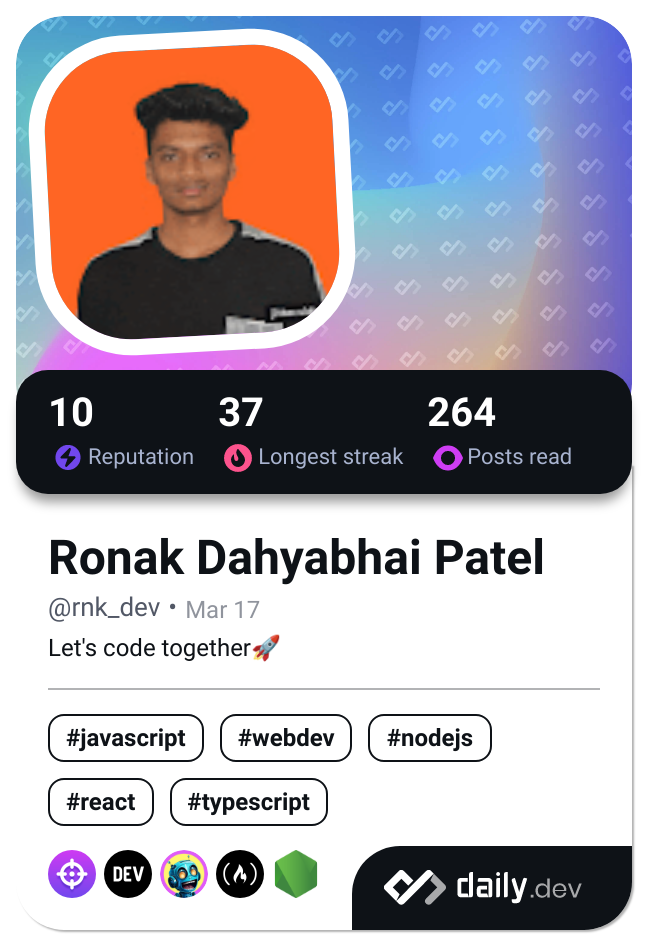 10 37 264
Reputation Longest streak Posts read
Ronak Dahyabhai Patel
@rnk_dev • Mar 17
Let's code together🚀
#javascript #webdev #nodejs
#react #typescript
DEV
daily.dev